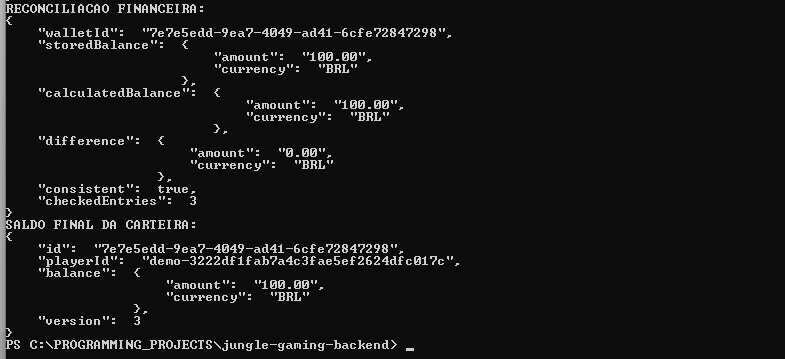 RECONCILIACAO FINANCEIRA:
{
    "walletId":  "7e7e5edd-9ea7-4049-ad41-6cfe72847298",
    "storedBalance":  {
                          "amount":  "100.00",
                          "currency":  "BRL"
                      },
    "calculatedBalance":  {
                              "amount":  "100.00",
                              "currency":  "BRL"
                          },
    "difference":  {
                       "amount":  "0.00",
                       "currency":  "BRL"
                   },
    "consistent":  true,
    "checkedEntries":  3
}
SALDO FINAL DA CARTEIRA:
{
    "id":  "7e7e5edd-9ea7-4049-ad41-6cfe72847298",
    "playerId":  "demo-3222df1fab7a4c3fae5ef2624dfc017c",
    "balance":  {
                    "amount":  "100.00",
                    "currency":  "BRL"
                },
    "version":  3
}
PS C:\PROGRAMMING_PROJECTS\jungle-gaming-backend> _